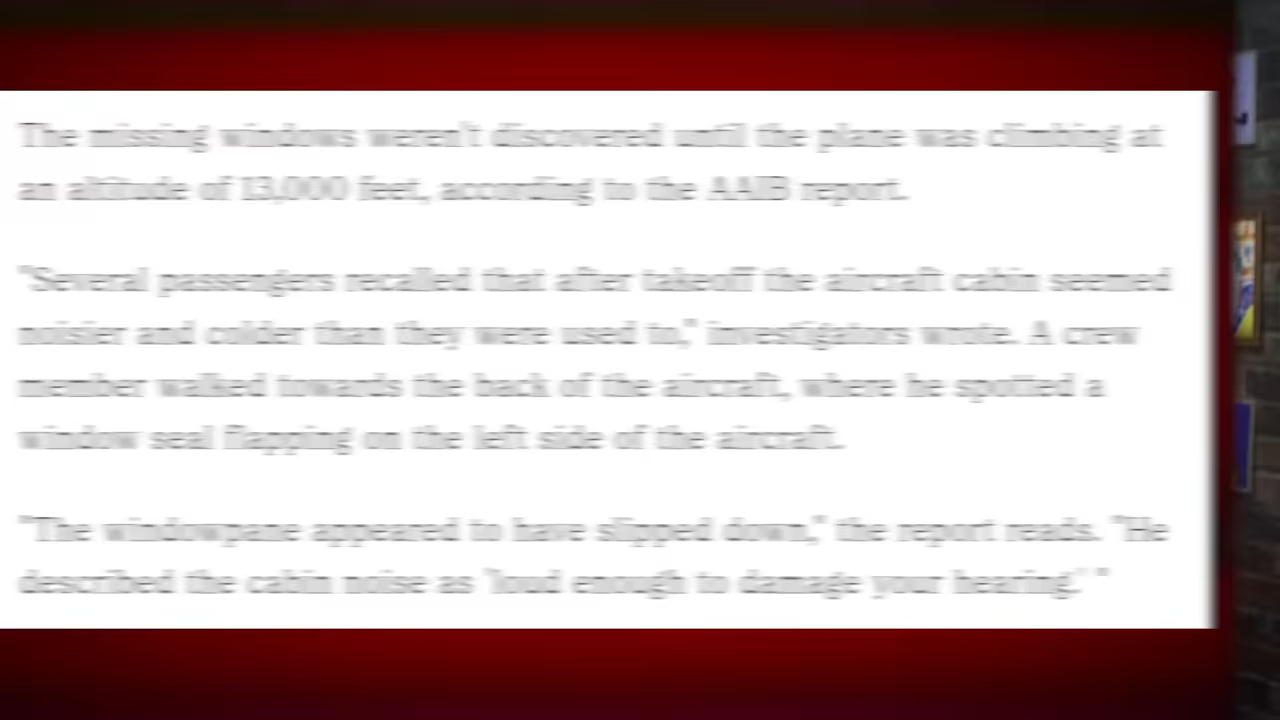 The missing windows weren't discovered until the plane was climbing at
an altitude of 13,000 feet, according to the AAIB report.
"Several passengers recalled that after takeoff the aircraft cabin seemed
noisier and colder than they were used to," investigators wrote. A crew
member walked towards the back of the aircraft, where he spotted a
window seal flapping on the left side of the aircraft.
"The windowpane appeared to have slipped down," the report reads. "He
described the cabin noise as 'loud enough to damage your hearing.' "